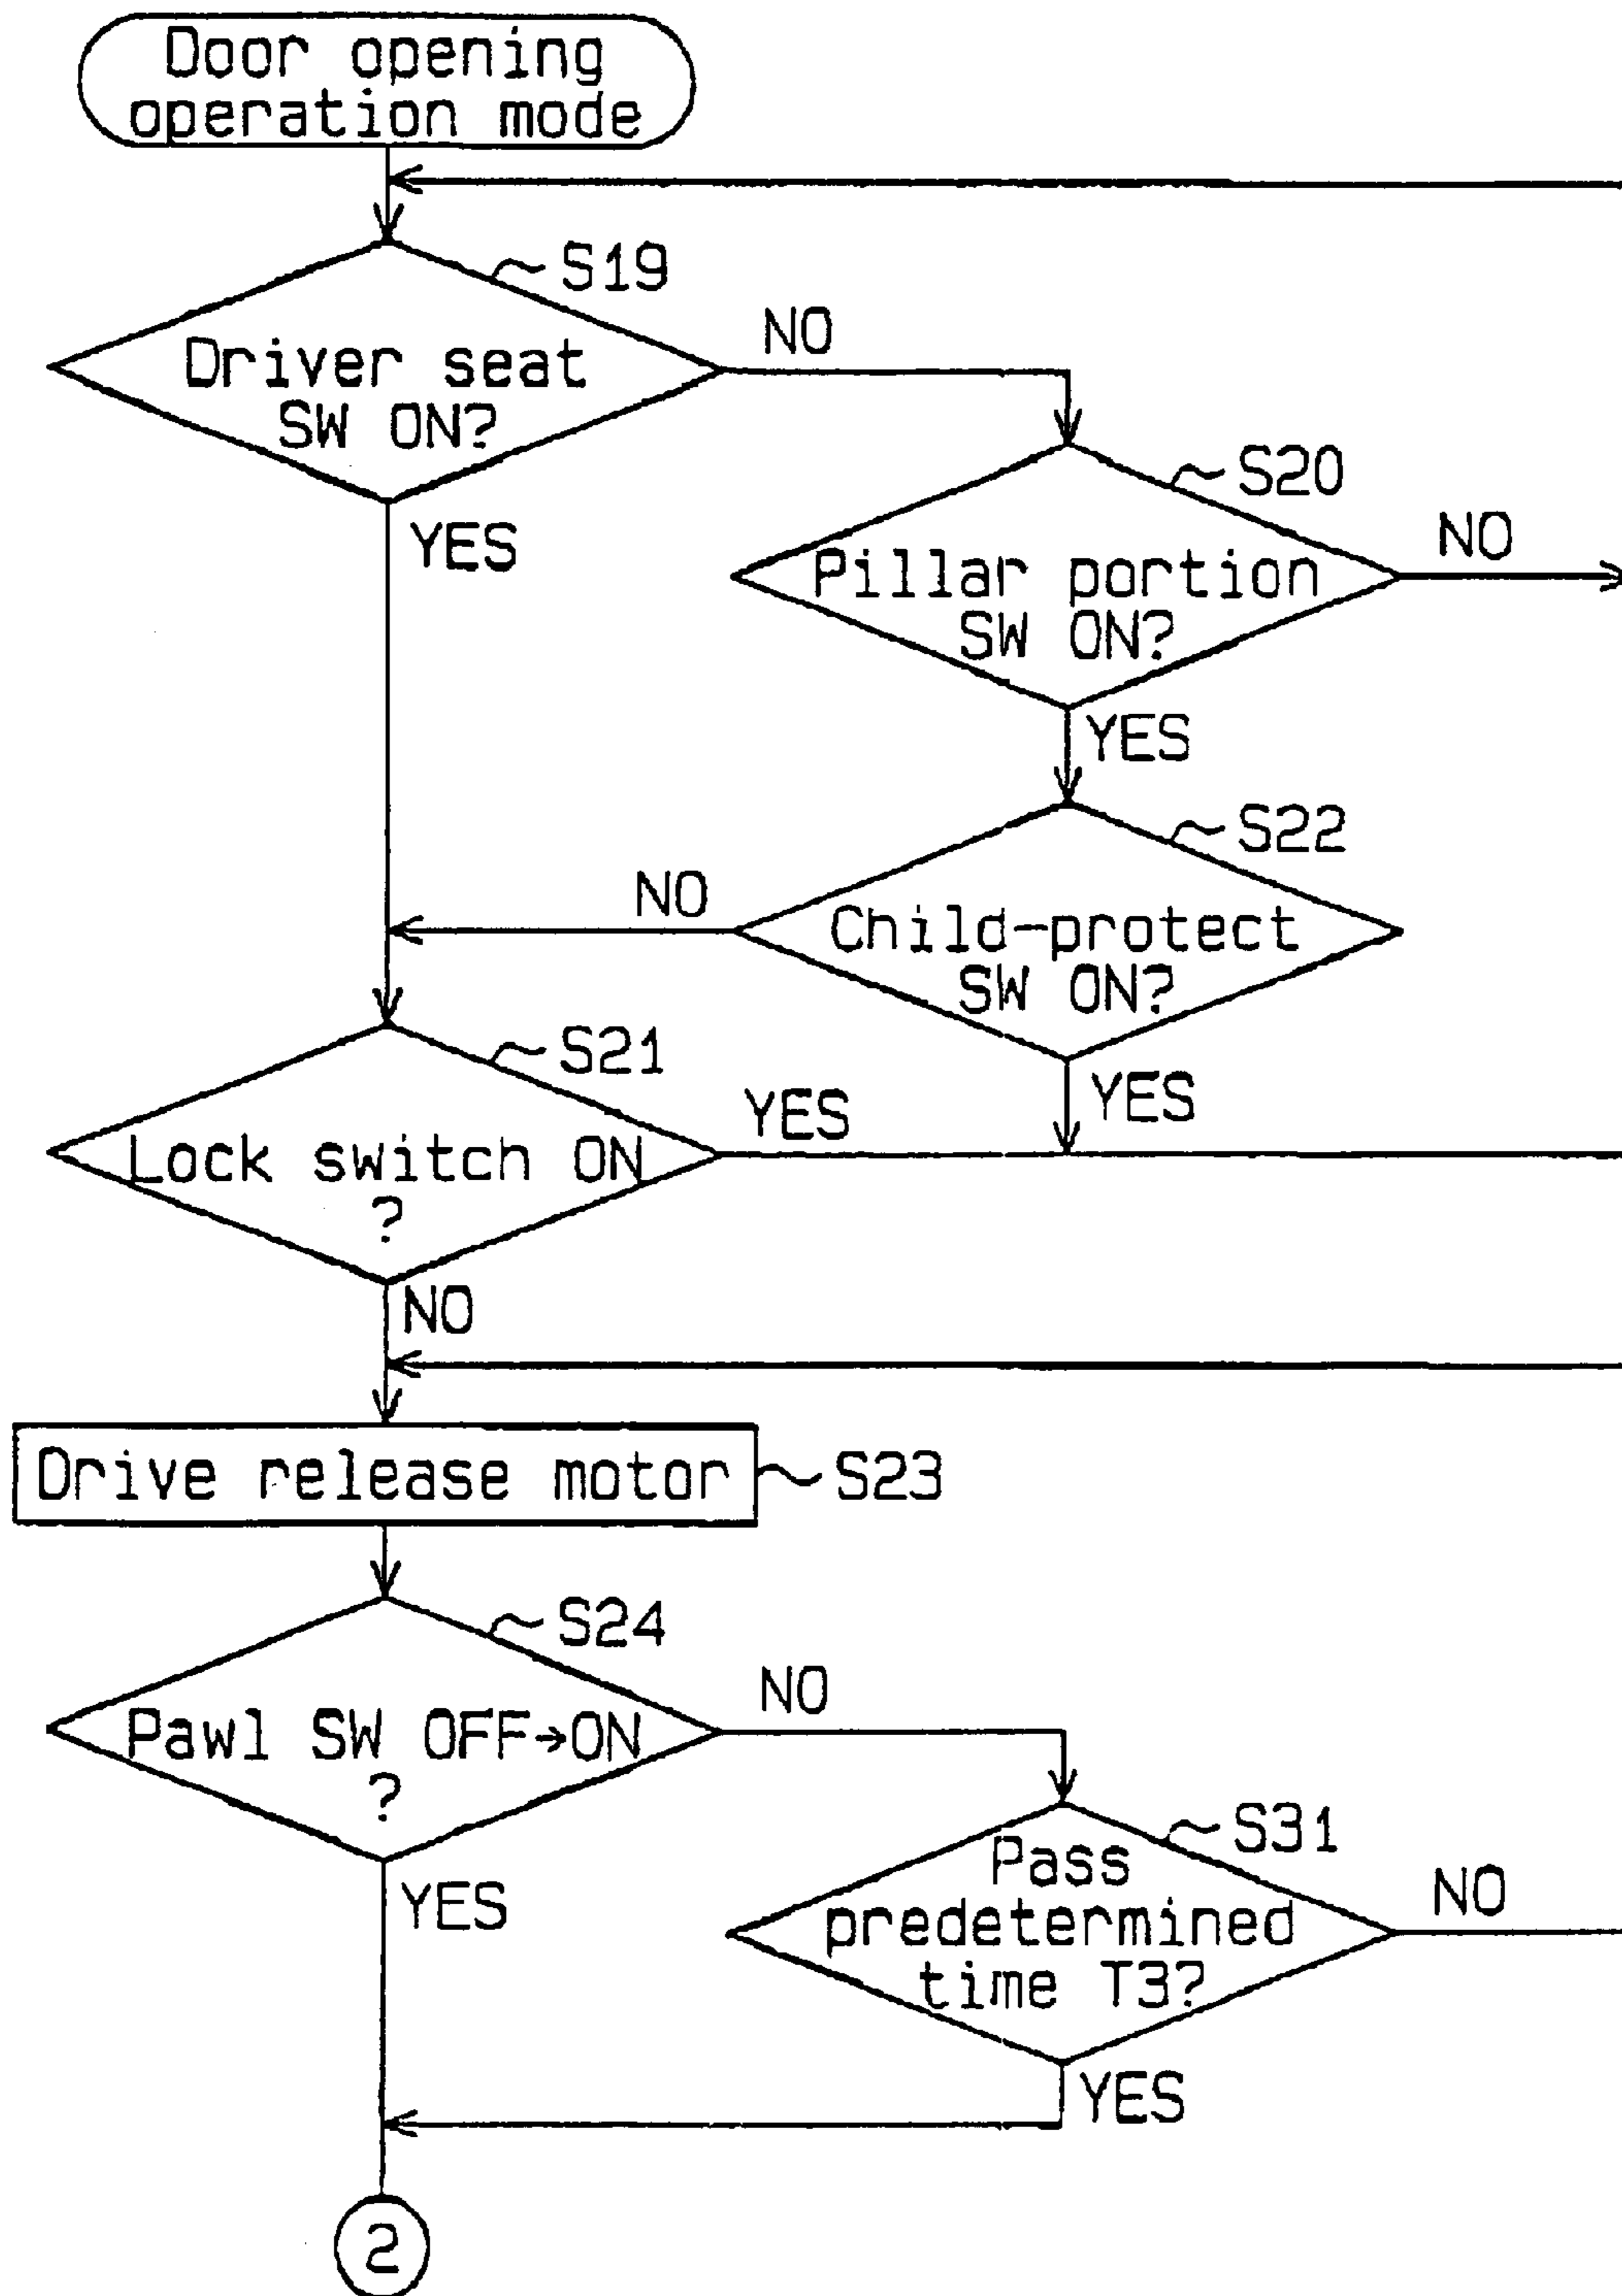 Door opening
operation mode
S19
NO
Driver seat
SW ON?
YES
S20
NO
Pillar portion
SW ON?
YES
S22
NO
Child-protect
SW ON?
YES
S21
YES
Lock switch ON
?
NO
Drive release motor
S23
S24
NO
Pawl SW OFF→ON
?
YES
S31
Pass
NO
predetermined
time T3?
YES
2